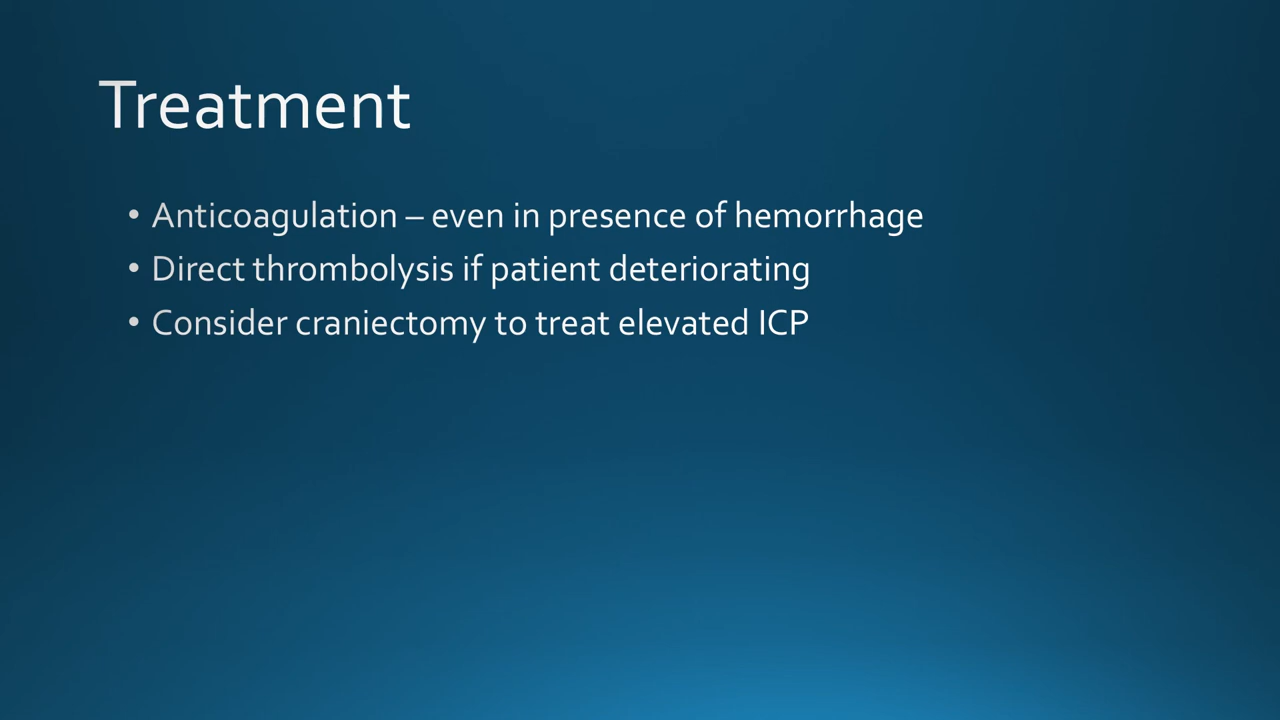 Treatment
• Anticoagulation – even in presence of hemorrhage
• Direct thrombolysis if patient deteriorating
• Consider craniectomy to treat elevated ICP